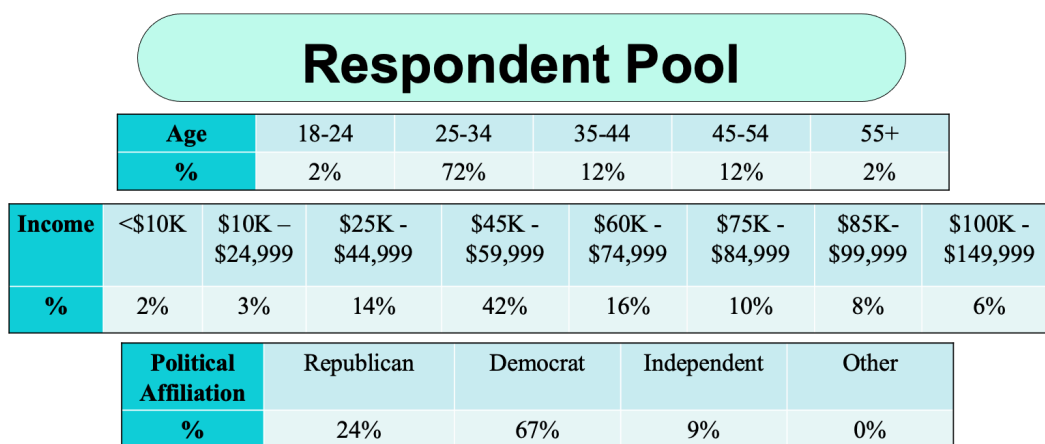 Respondent Pool
Age 18-24 25-34 35-44 45-54 55+
% 2% 72% 12% 12% 2%
Income <$10K $10K – $25K - $45K - $60K - $75K - $85K- $100K -
$24,999 $44,999 $59,999 $74,999 $84,999 $99,999 $149,999
% 2% 3% 14% 42% 16% 10% 8% 6%
Political Republican Democrat Independent Other
Affiliation
% 24% 67% 9% 0%